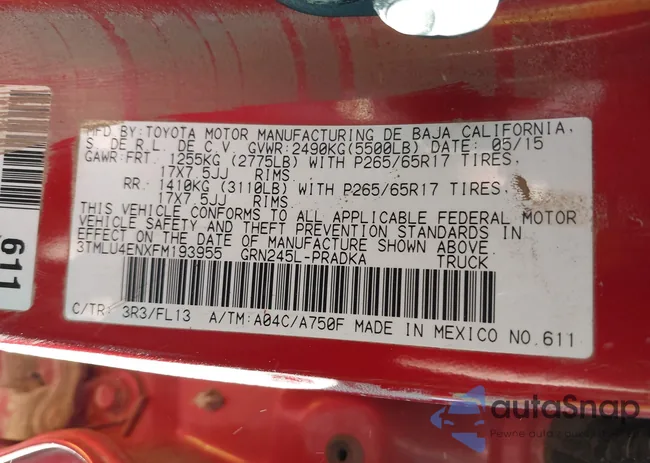 MFD BY:TOYOTA MOTOR MANUFACTURING DE BAJA CALIFORNIA,
S. DE R.L. DE C.V. GVWR:2490KG(5500LB) DATE: 05/15
GAWR:FRT. 1255KG (2775LB) WITH P265/65R17 TIRES,
17X7.5JJ RIMS
RR. 1410KG (3110LB) WITH P265/65R17 TIRES,
17X7.5JJ RIMS
THIS VEHICLE CONFORMS TO ALL APPLICABLE FEDERAL MOTOR
VEHICLE SAFETY AND THEFT PREVENTION STANDARDS IN
EFFECT ON THE DATE OF MANUFACTURE SHOWN ABOVE.
3TMLU4ENXFM193955 GRN245L-PRADKA TRUCK
C/TR: 3R3/FL13 A/TM:A04C/A750F MADE IN MEXICO NO.611
611
autoSnap
Pewne auto z